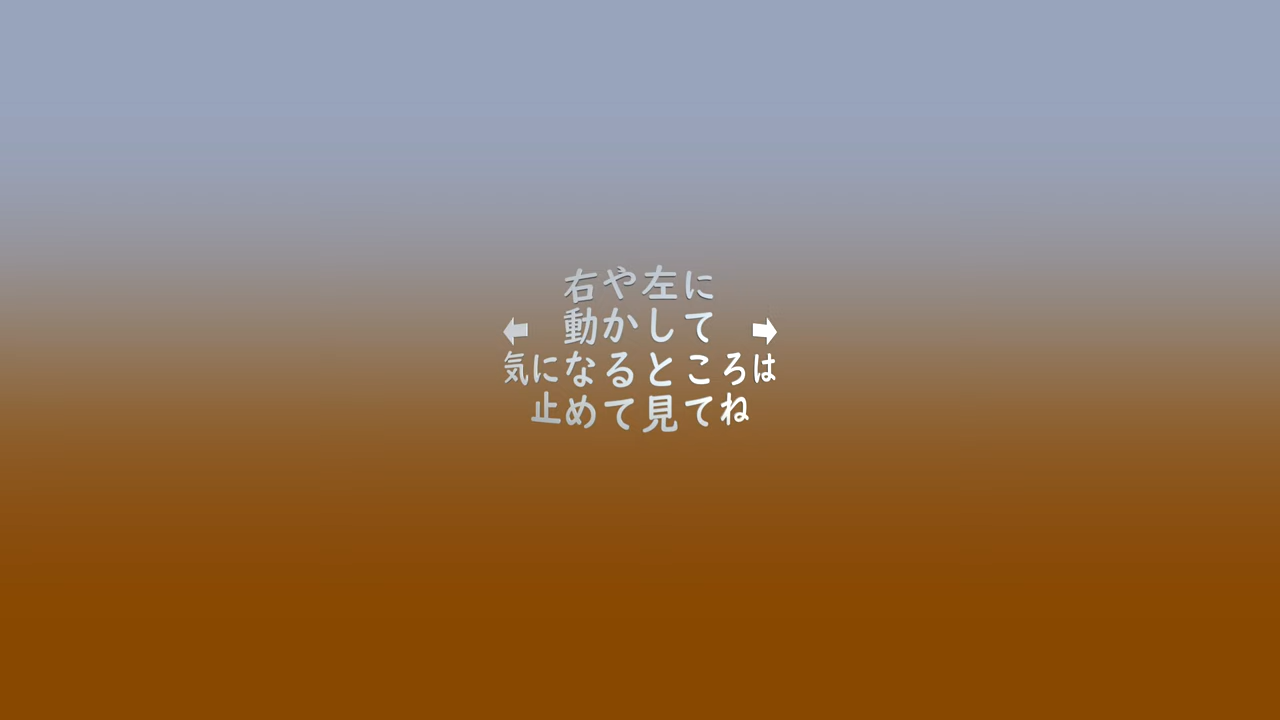 右や左に
動かして
気になるところは
止めて見てね